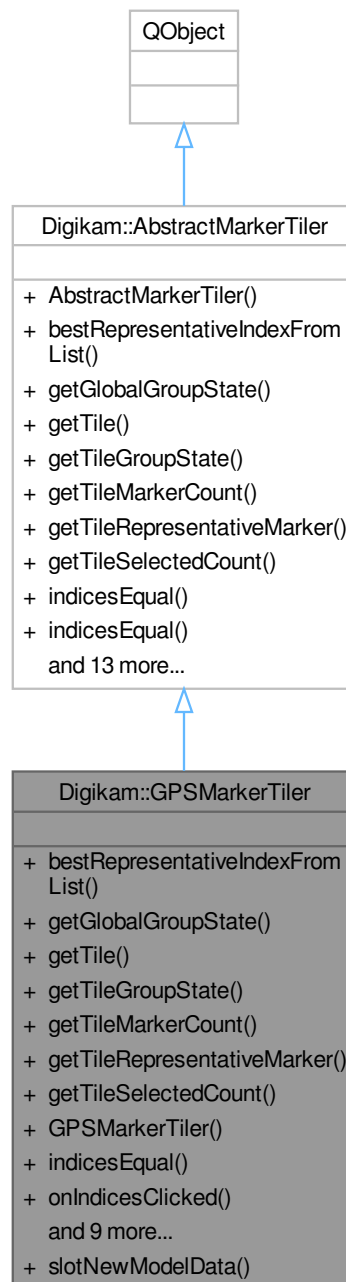 QObject
Digikam::AbstractMarkerTiler
+ AbstractMarkerTiler()
+ bestRepresentativeIndexFrom
List()
+ getGlobalGroupState()
+ getTile()
+ getTileGroupState()
+ getTileMarkerCount()
+ getTileRepresentativeMarker()
+ getTileSelectedCount()
+ indicesEqual()
+ indicesEqual()
and 13 more...
Digikam::GPSMarkerTiler
+ bestRepresentativeIndexFrom
List()
+ getGlobalGroupState()
+ getTile()
+ getTileGroupState()
+ getTileMarkerCount()
+ getTileRepresentativeMarker()
+ getTileSelectedCount()
+ GPSMarkerTiler()
+ indicesEqual()
+ onIndicesClicked()
and 9 more...
+ slotNewModelData()